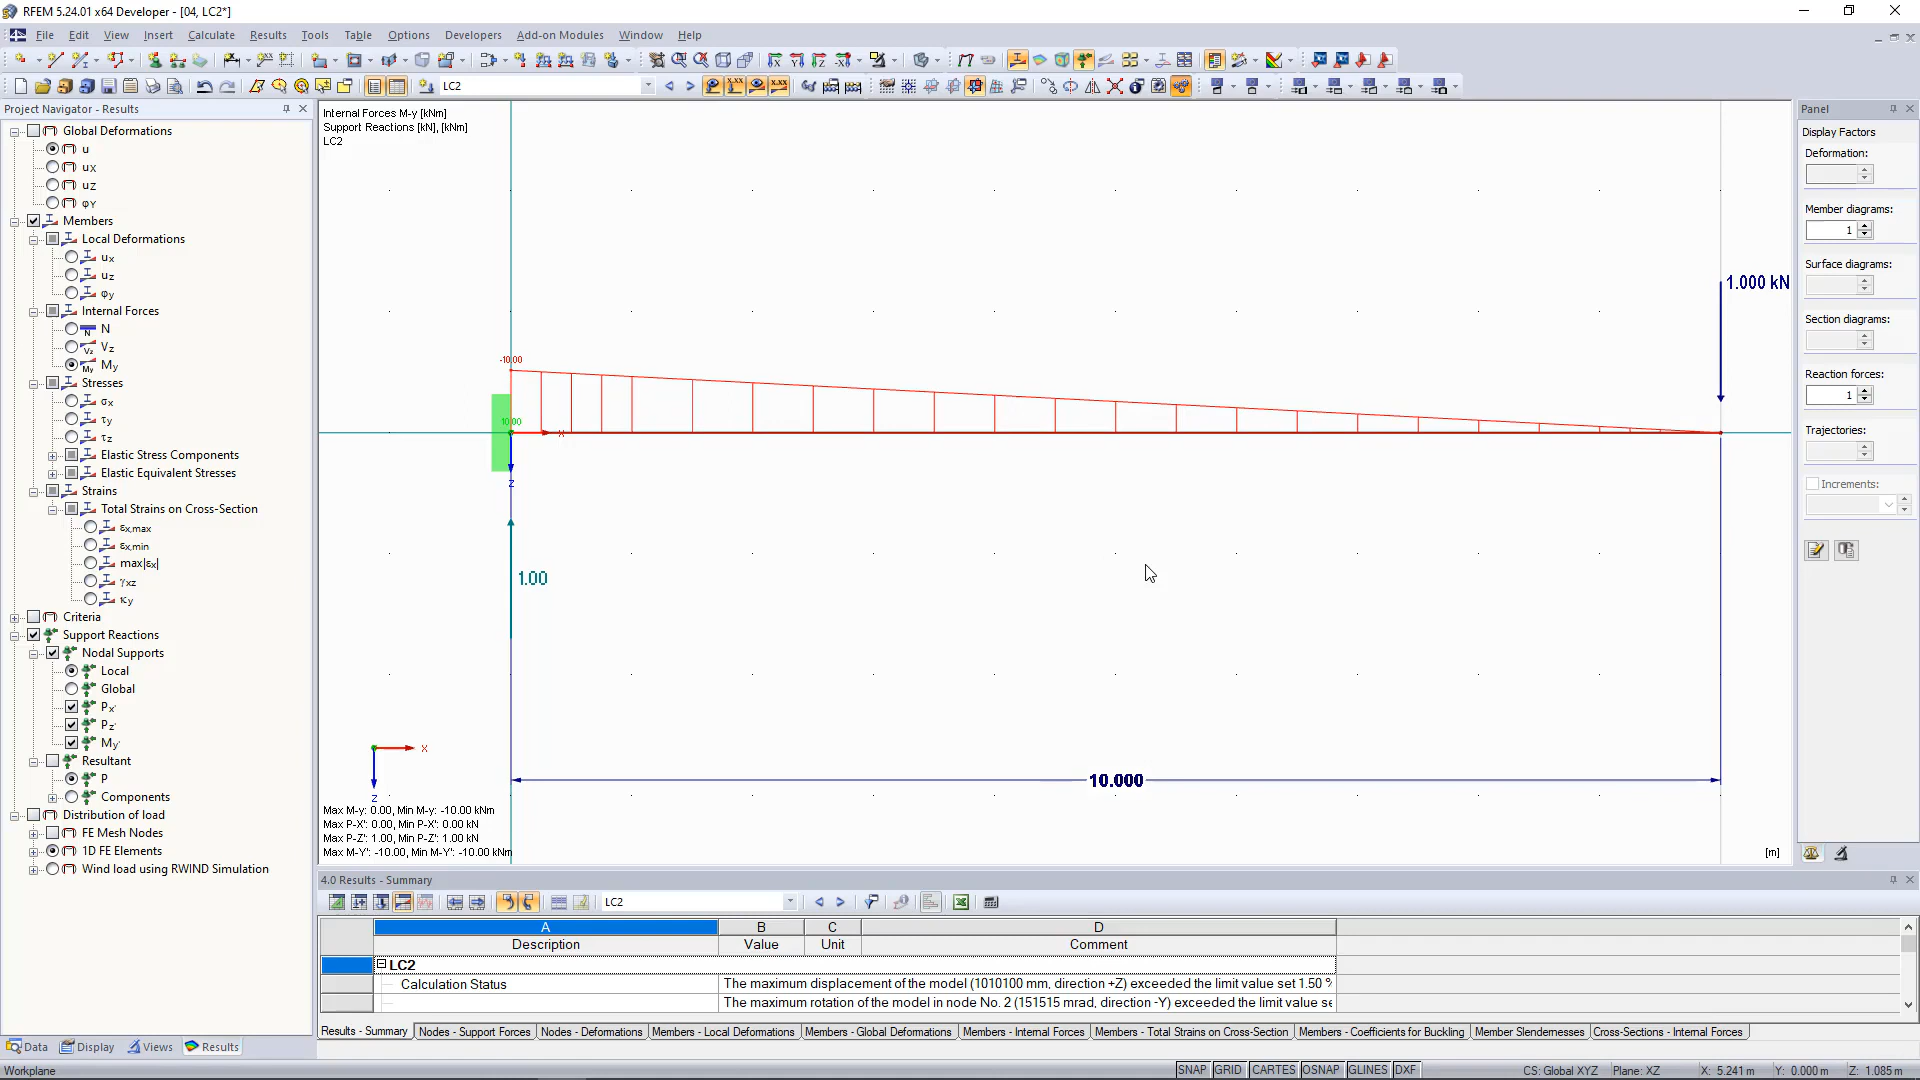 RFEM 5.24.01 x64 Developer - [04, LC2*]
File Edit View Insert Calculate Results Tools Table Options Developers Add-on Modules Window Help
LC2
Project Navigator - Results
Global Deformations
u
uX
uZ
φY
Members
Local Deformations
ux
uz
φy
Internal Forces
N
Vz
My
Stresses
σx
τy
τz
Elastic Stress Components
Elastic Equivalent Stresses
Strains
Total Strains on Cross-Section
εx,max
εx,min
max|εx|
γxz
κy
Criteria
Support Reactions
Nodal Supports
Local
Global
PX'
PZ'
MY'
Resultant
P
Components
Distribution of load
FE Mesh Nodes
1D FE Elements
Wind load using RWIND Simulation
Data Display Views Results
Internal Forces M-y [kNm]
Support Reactions [kN], [kNm]
LC2
1.000 kN
-10.00
10.00
x
z
1.00
10.000
x
z
Max M-y: 0.00, Min M-y: -10.00 kNm
Max P-X': 0.00, Min P-X': 0.00 kN
Max P-Z': 1.00, Min P-Z': 1.00 kN
Max M-Y': -10.00, Min M-Y': -10.00 kNm
[m]
Panel
Display Factors
Deformation:
Member diagrams:
1
Surface diagrams:
Section diagrams:
Reaction forces:
1
Trajectories:
Increments:
4.0 Results - Summary
LC2
A B C D
Description Value Unit Comment
LC2
Calculation Status The maximum displacement of the model (1010100 mm, direction +Z) exceeded the limit value set 1.50 %
The maximum rotation of the model in node No. 2 (151515 mrad, direction -Y) exceeded the limit value se
Results - Summary Nodes - Support Forces Nodes - Deformations Members - Local Deformations Members - Global Deformations Members - Internal Forces Members - Total Strains on Cross-Section Members - Coefficients for Buckling Member Slendernesses Cross-Sections - Internal Forces
Workplane SNAP GRID CARTES OSNAP GLINES DXF CS: Global XYZ Plane: XZ X: 5.241 m Y: 0.000 m Z: 1.085 m